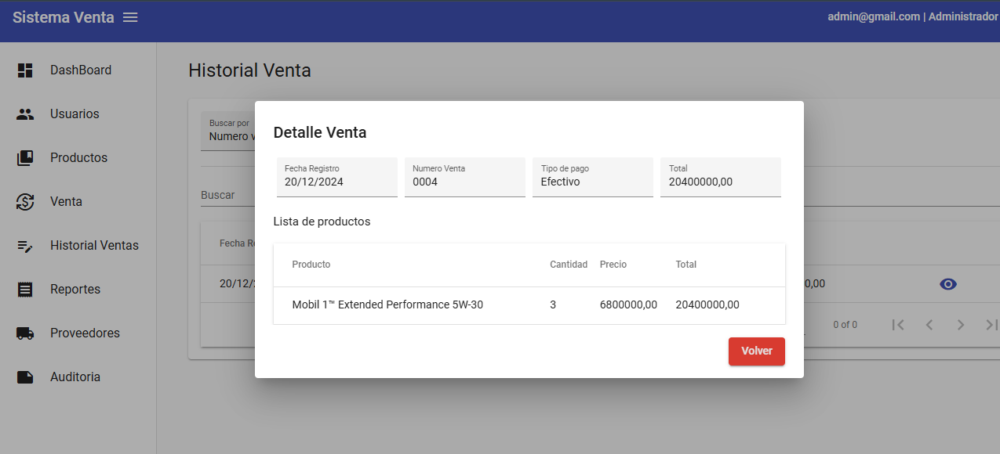 Sistema Venta
admin@gmail.com | Administrador
DashBoard
Usuarios
Productos
Venta
Historial Ventas
Reportes
Proveedores
Auditoria
Historial Venta
Buscar por
Numero
Buscar
Fecha
20/12/
0,00
0 of 0
Detalle Venta
Fecha Registro
20/12/2024
Numero Venta
0004
Tipo de pago
Efectivo
Total
20400000,00
Lista de productos
Producto Cantidad Precio Total
Mobil 1™ Extended Performance 5W-30 3 6800000,00 20400000,00
Volver